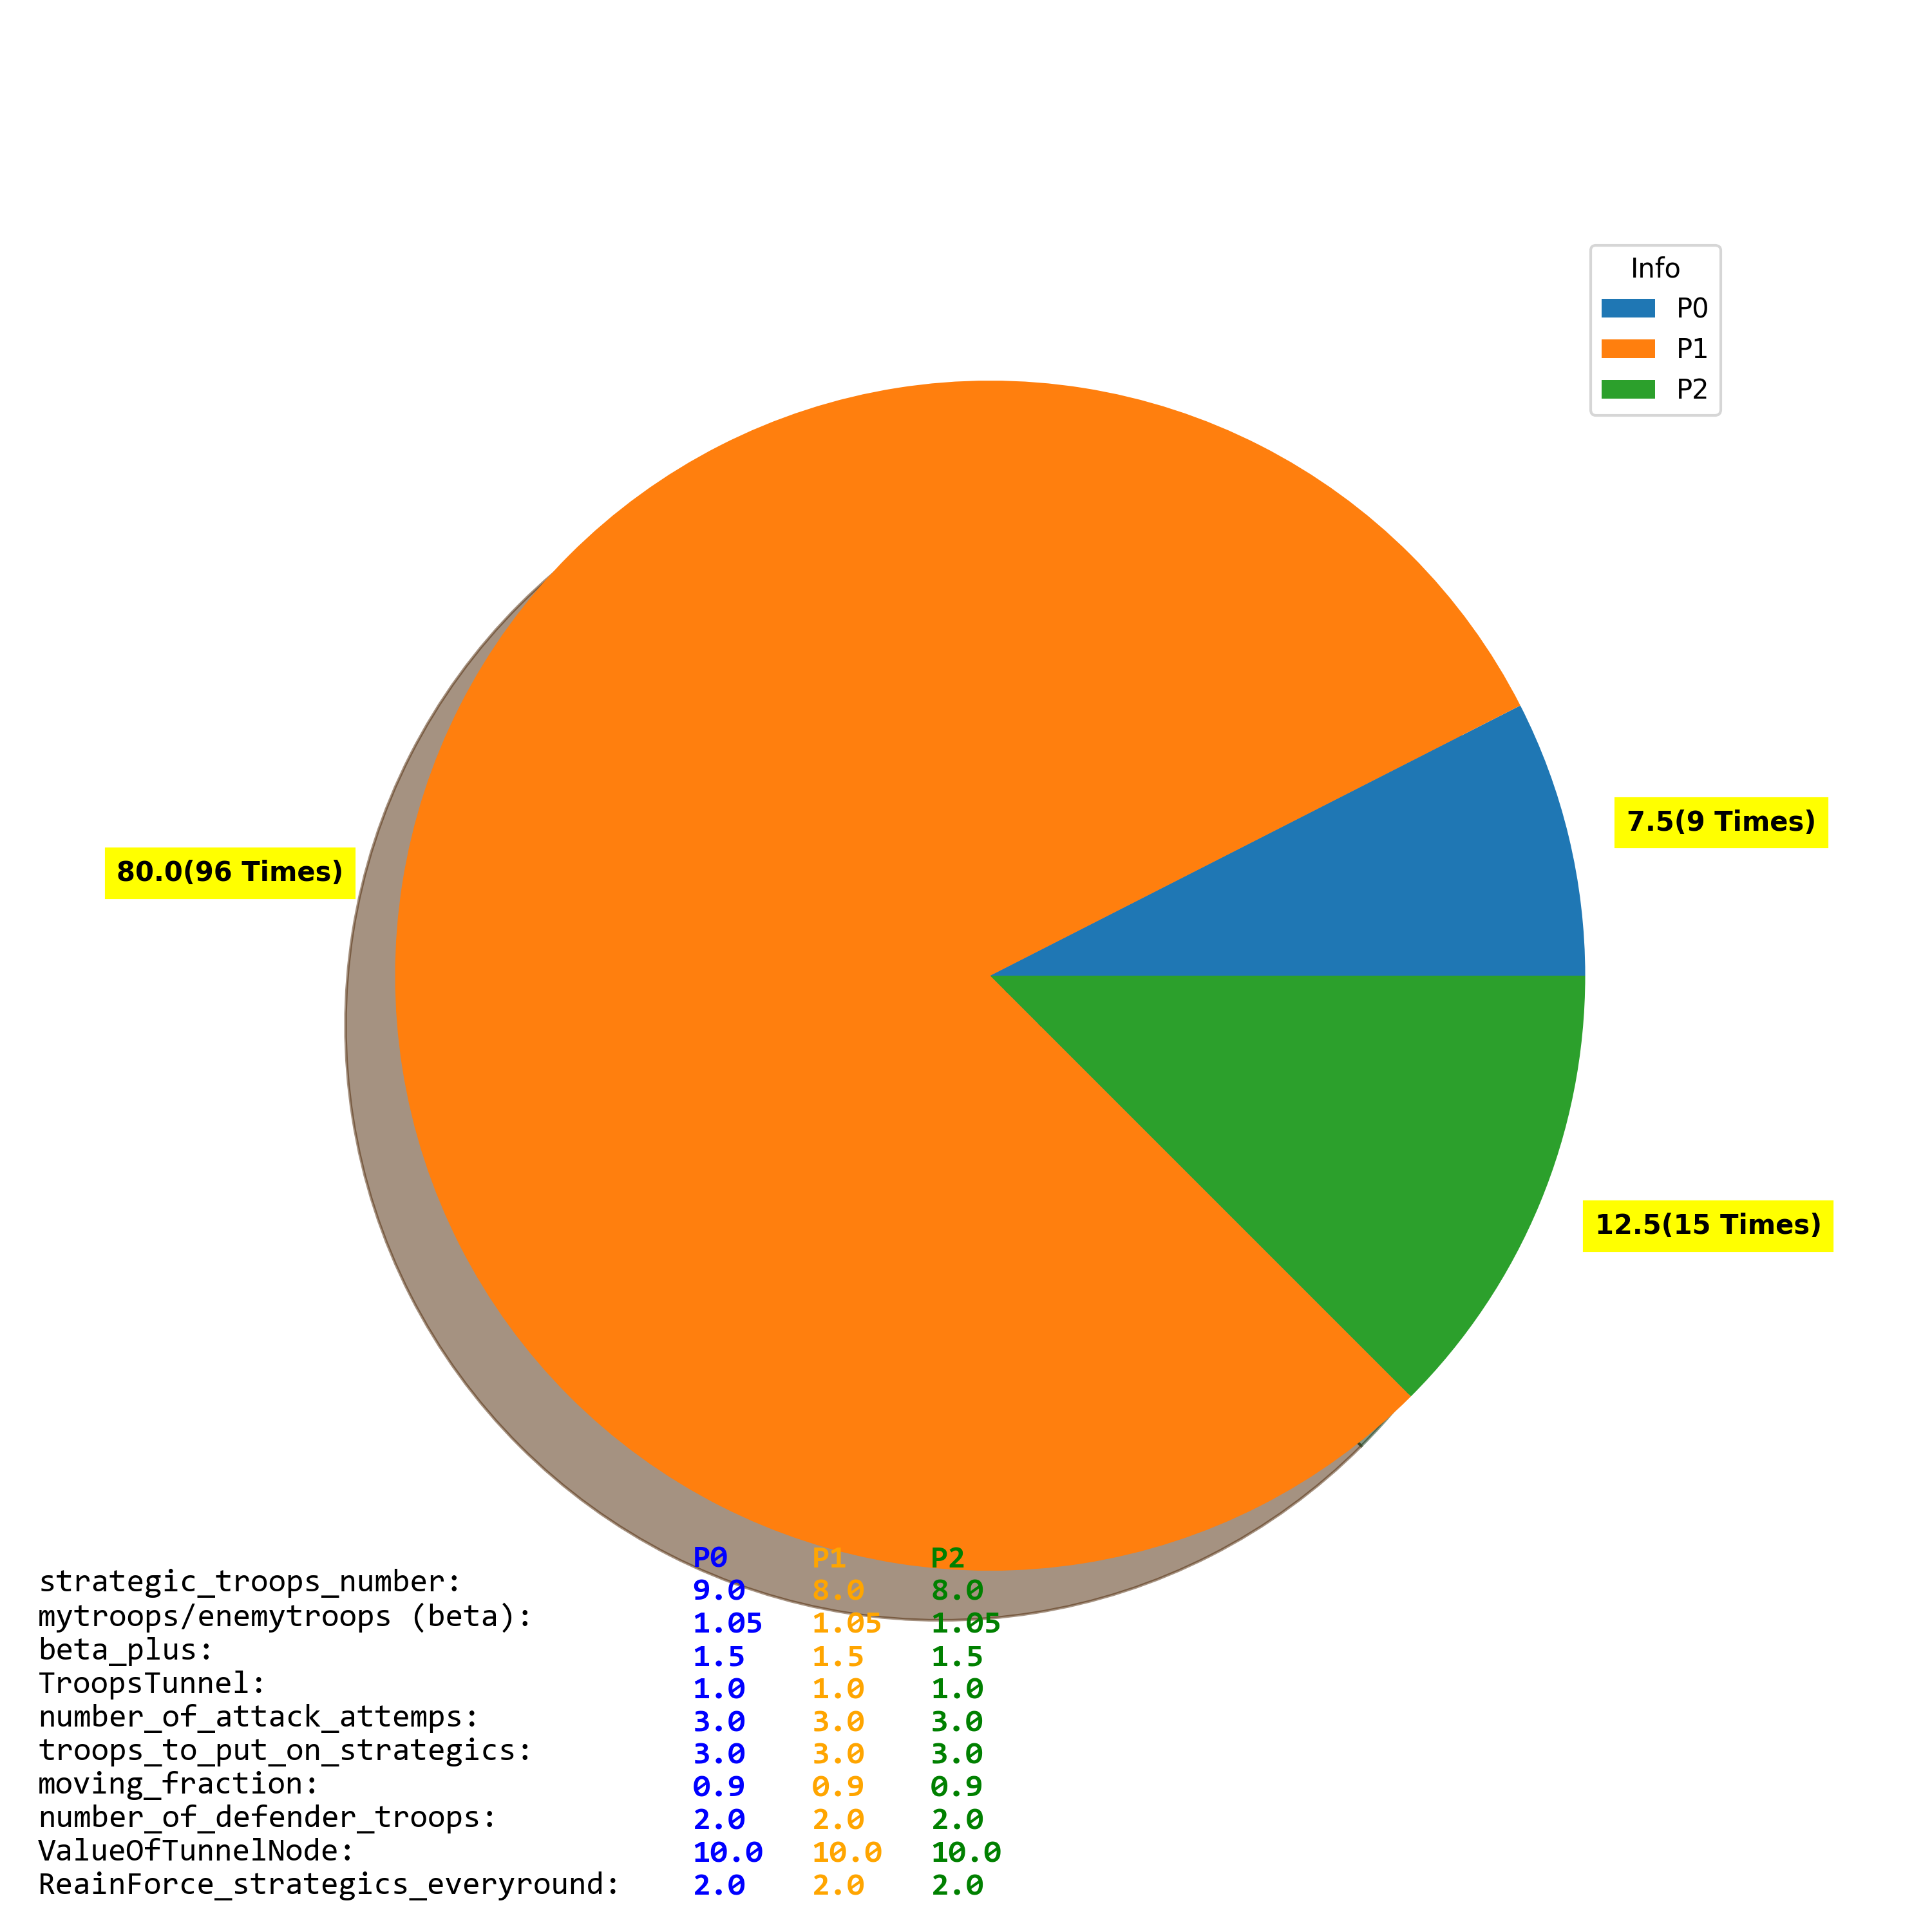 Info
P0
P1
P2
7.5(9 Times)
80.0(96 Times)
12.5(15 Times)
P0 P1 P2
strategic_troops_number: 9.0 8.0 8.0
mytroops/enemytroops (beta): 1.05 1.05 1.05
beta_plus: 1.5 1.5 1.5
TroopsTunnel: 1.0 1.0 1.0
number_of_attack_attemps: 3.0 3.0 3.0
troops_to_put_on_strategics: 3.0 3.0 3.0
moving_fraction: 0.9 0.9 0.9
number_of_defender_troops: 2.0 2.0 2.0
ValueOfTunnelNode: 10.0 10.0 10.0
ReainForce_strategics_everyround: 2.0 2.0 2.0